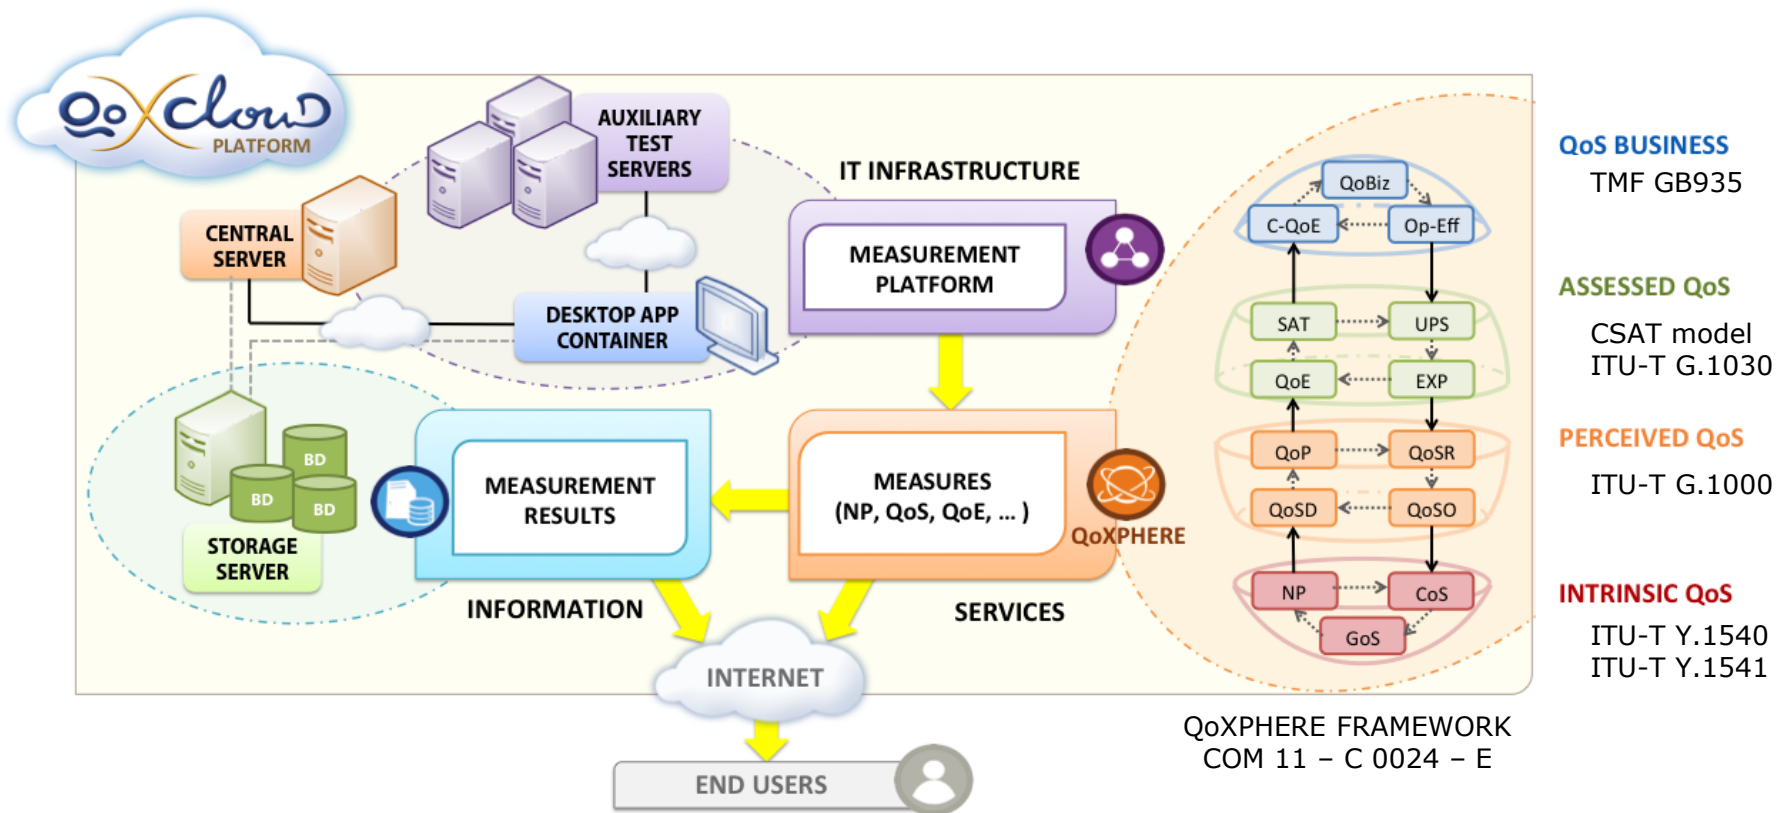 QoXcloud
PLATFORM
AUXILIARY
TEST
SERVERS
IT INFRASTRUCTURE
CENTRAL
SERVER
MEASUREMENT
PLATFORM
DESKTOP APP
CONTAINER
BD
BD
BD
STORAGE
SERVER
MEASUREMENT
RESULTS
INFORMATION
MEASURES
(NP, QoS, QoE, ... )
QoXPHERE
SERVICES
INTERNET
END USERS
QoBiz
C-QoE
Op-Eff
SAT
UPS
QoE
EXP
QoP
QoSR
QoSD
QoSO
NP
CoS
GoS
QoXPHERE FRAMEWORK
COM 11 – C 0024 – E
QoS BUSINESS
TMF GB935
ASSESSED QoS
CSAT model
ITU-T G.1030
PERCEIVED QoS
ITU-T G.1000
INTRINSIC QoS
ITU-T Y.1540
ITU-T Y.1541